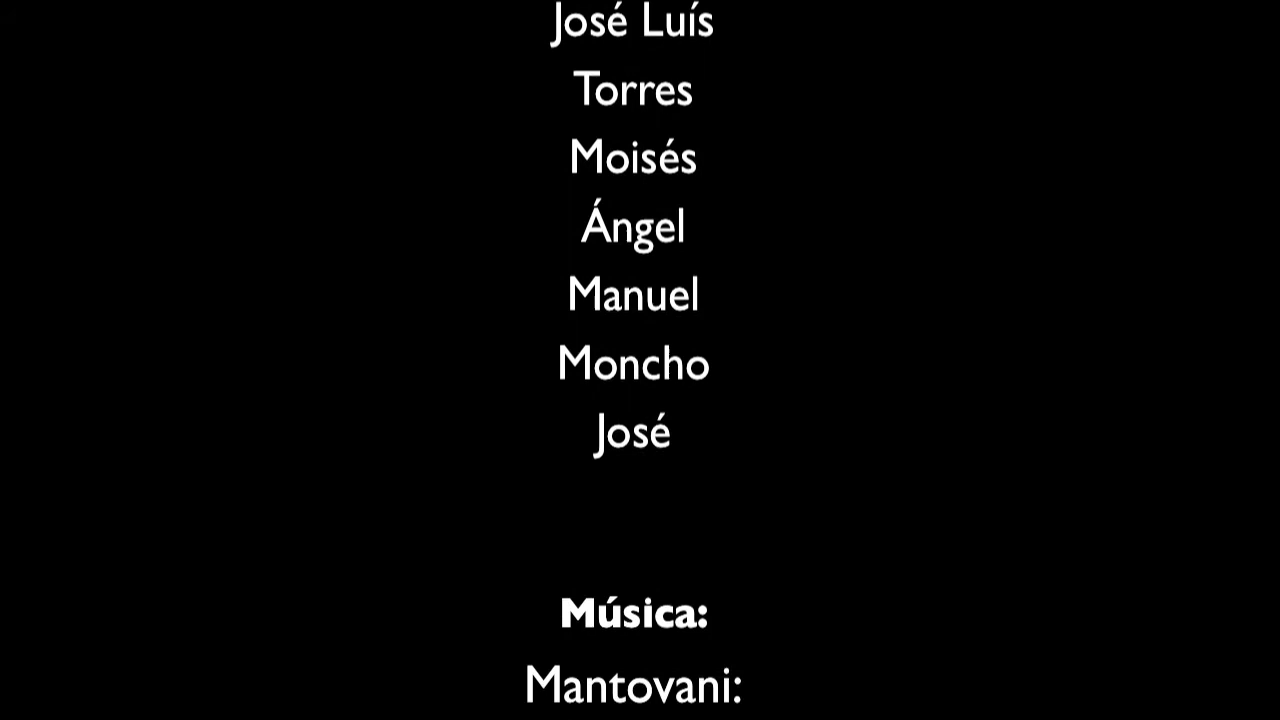 José Luís
Torres
Moisés
Ángel
Manuel
Moncho
José
Música:
Mantovani: